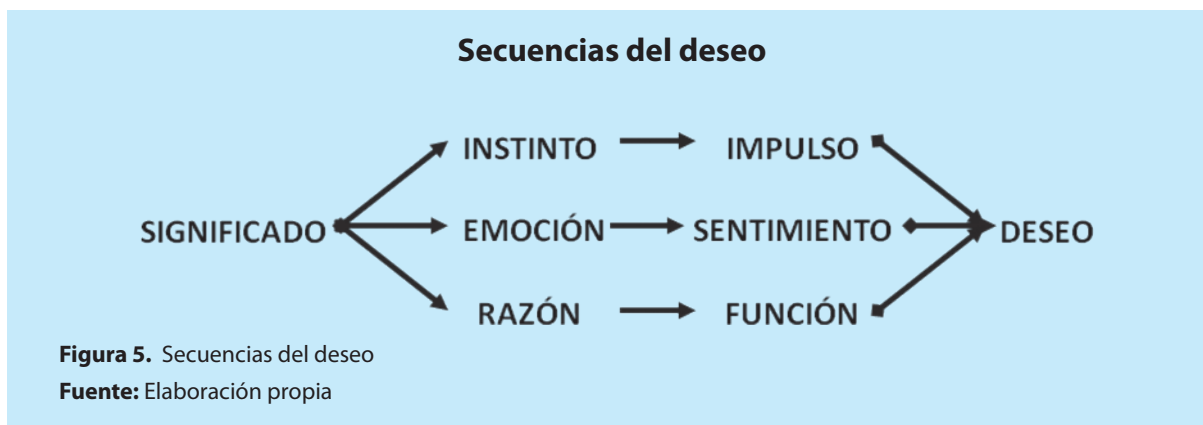 Secuencias del deseo
INSTINTO IMPULSO
SIGNIFICADO EMOCIÓN SENTIMIENTO DESEO
RAZÓN FUNCIÓN
Figura 5. Secuencias del deseo
Fuente: Elaboración propia